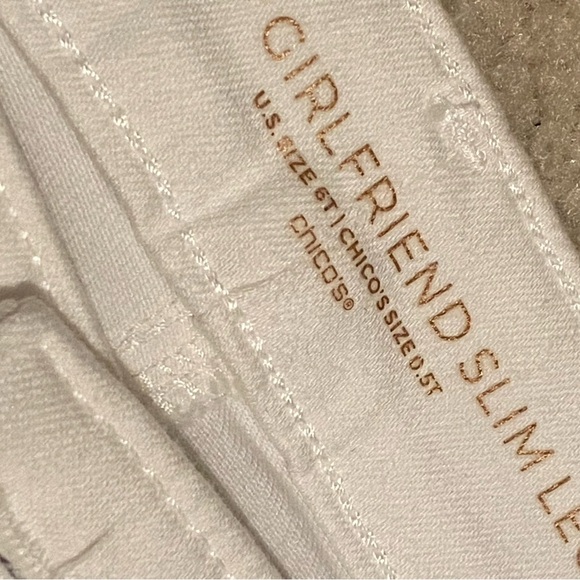 GIRLFRIEND SLIM LE
U.S. SIZE 6T | CHICO'S SIZE 0.5T
chico's®